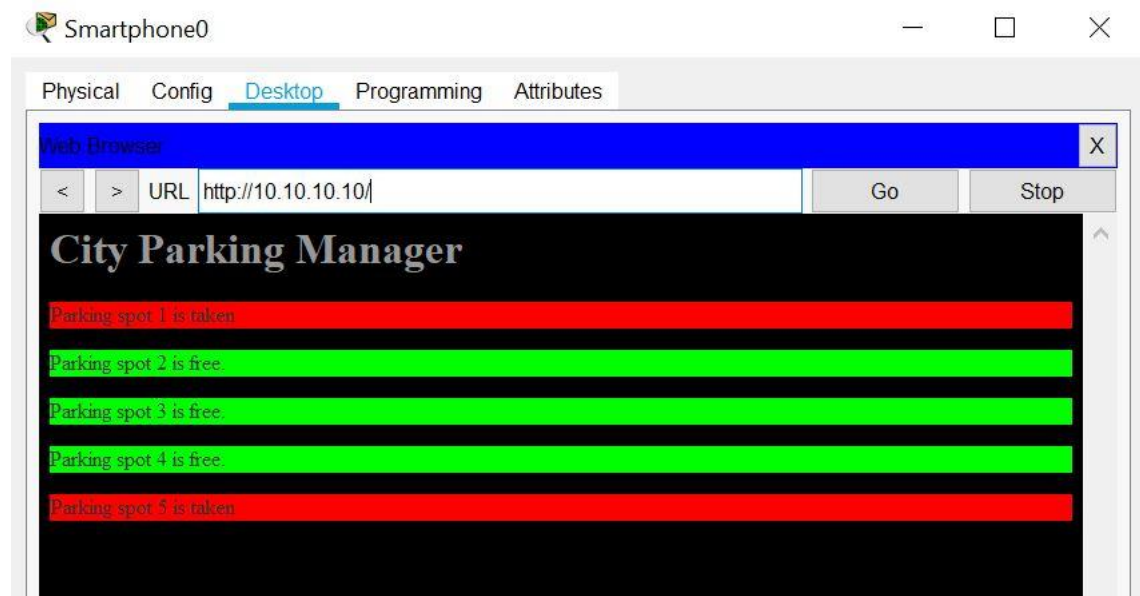 Smartphone0
Physical Config Desktop Programming Attributes
Web Browser
X
< > URL http://10.10.10.10/ Go Stop
City Parking Manager
Parking spot 1 is taken
Parking spot 2 is free.
Parking spot 3 is free.
Parking spot 4 is free.
Parking spot 5 is taken